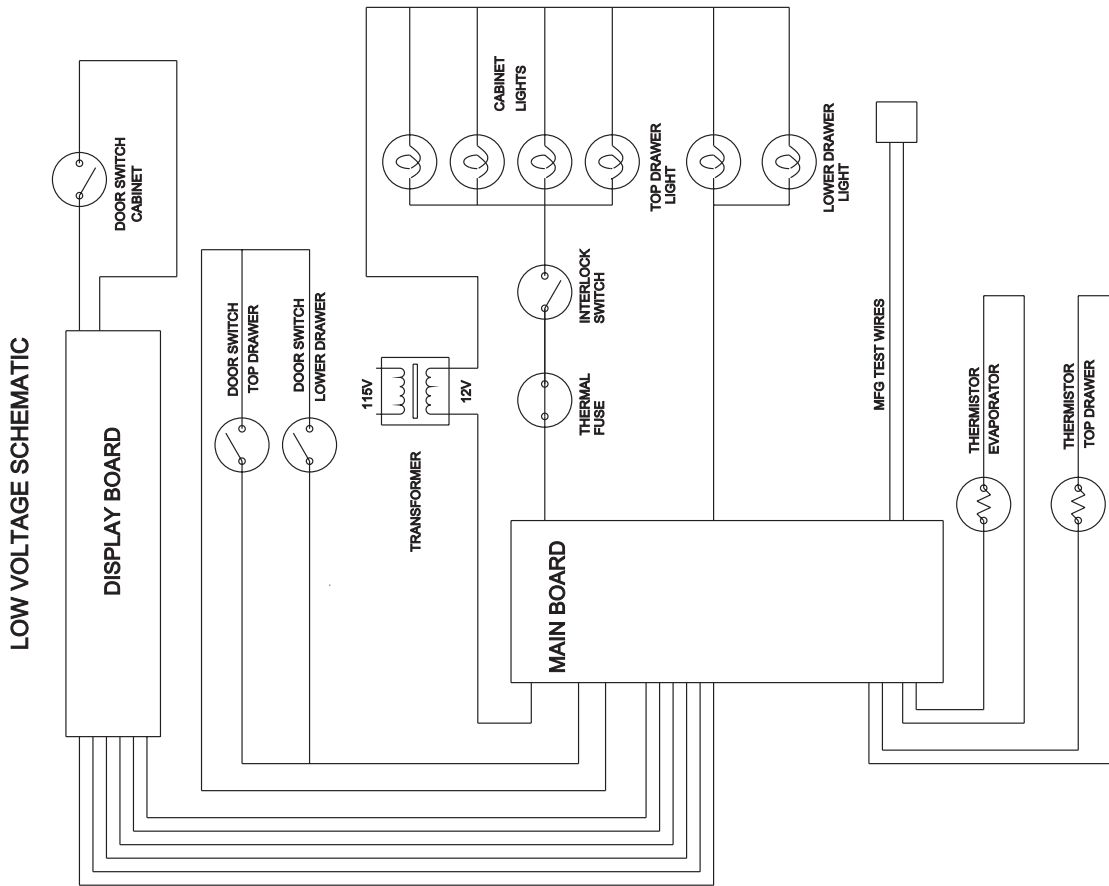 LOW VOLTAGE SCHEMATIC
DISPLAY BOARD
DOOR SWITCH
CABINET
DOOR SWITCH
TOP DRAWER
DOOR SWITCH
LOWER DRAWER
115V
12V
TRANSFORMER
CABINET
LIGHTS
TOP DRAWER
LIGHT
LOWER DRAWER
LIGHT
INTERLOCK
SWITCH
THERMAL
FUSE
MAIN BOARD
MFG TEST WIRES
THERMISTOR
EVAPORATOR
THERMISTOR
TOP DRAWER